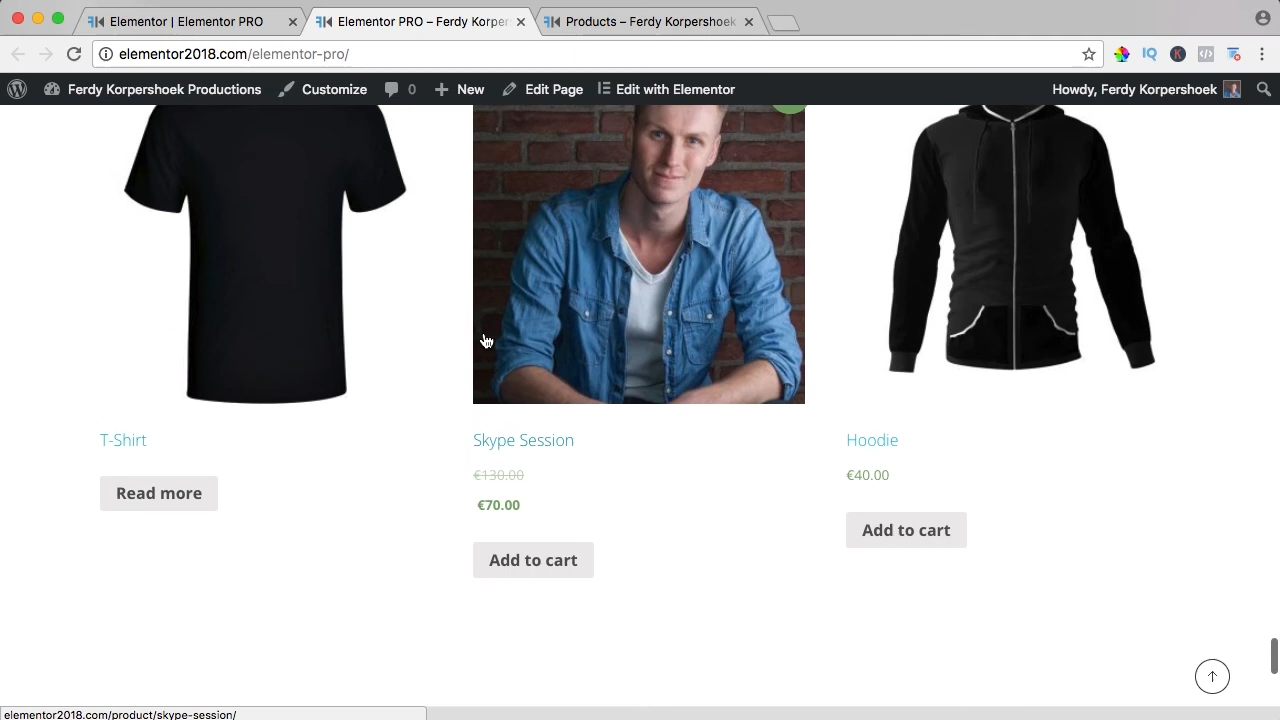 Elementor | Elementor PRO
Elementor PRO – Ferdy Korper
Products – Ferdy Korpershoek
elementor2018.com/elementor-pro/
Ferdy Korpershoek Productions
Customize
0
New
Edit Page
Edit with Elementor
Howdy, Ferdy Korpershoek
T-Shirt
Read more
Skype Session
€130.00
€70.00
Add to cart
Hoodie
€40.00
Add to cart
elementor2018.com/product/skype-session/